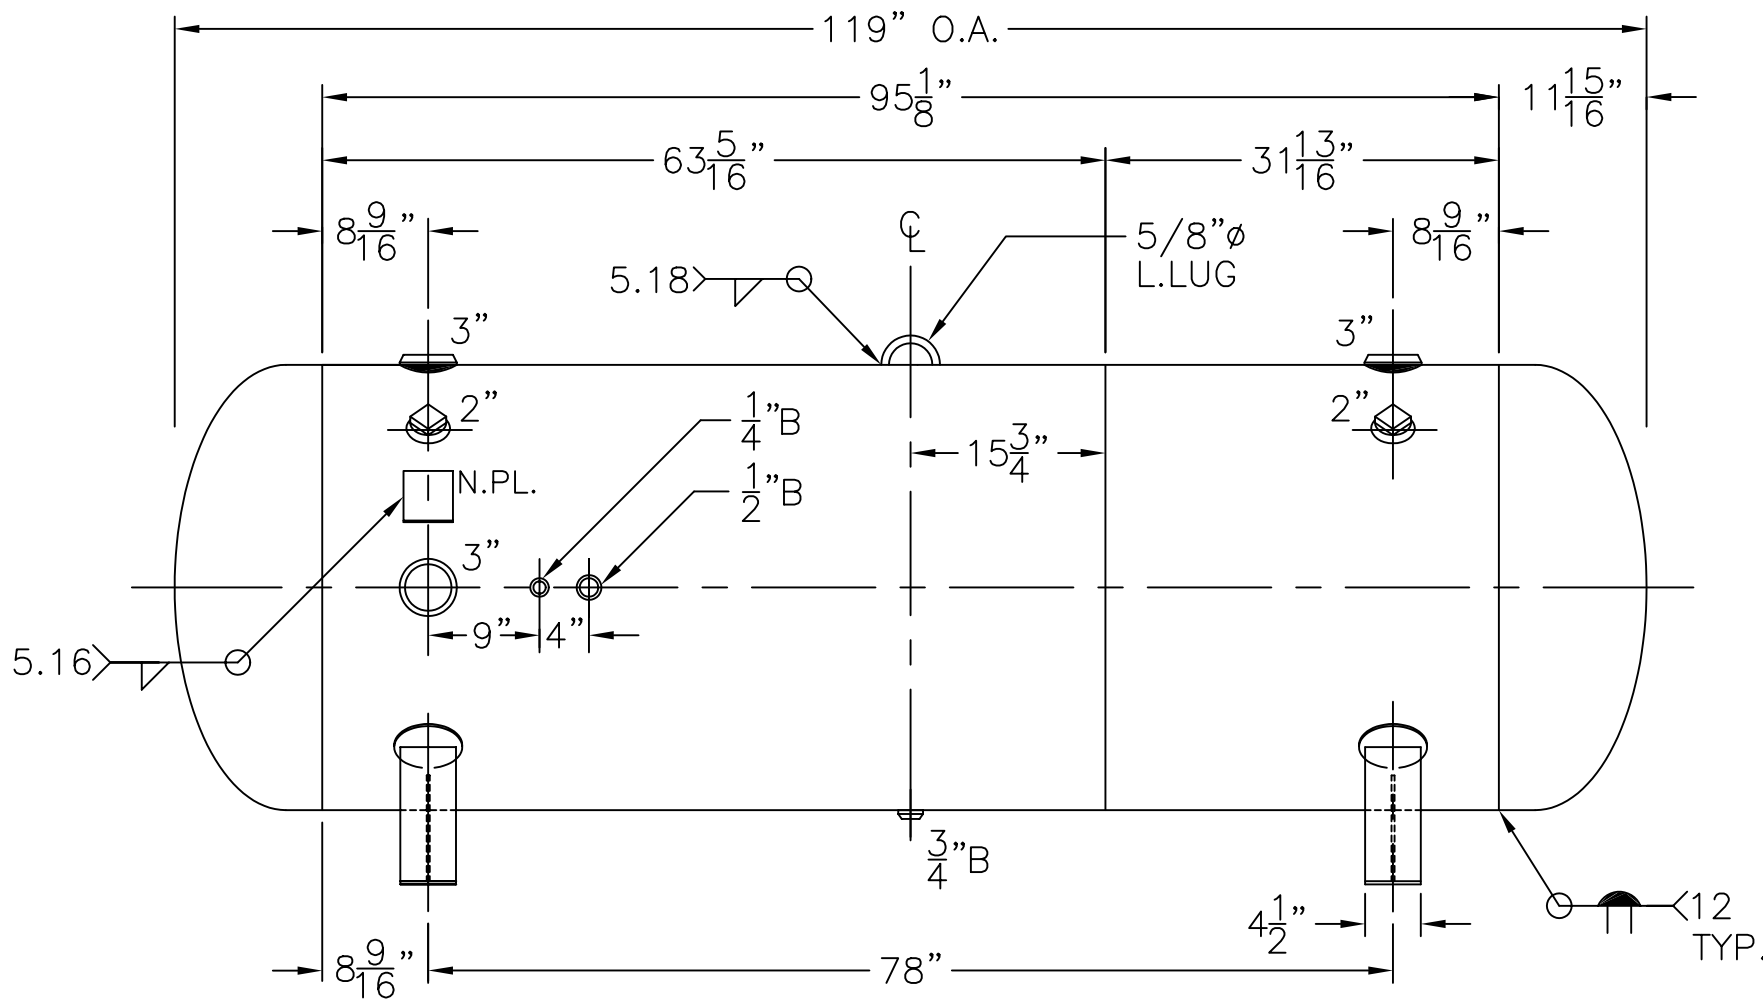 119” O.A.
95 1/8”
11 15/16”
63 5/16”
31 13/16”
8 9/16”
℄
5/8”ø
L.LUG
8 9/16”
5.18
3”
3”
2”
2”
1/4”B
15 3/4”
N.PL.
1/2”B
3”
9”
4”
5.16
3/4”B
4 1/2”
12
TYP.
8 9/16”
78”